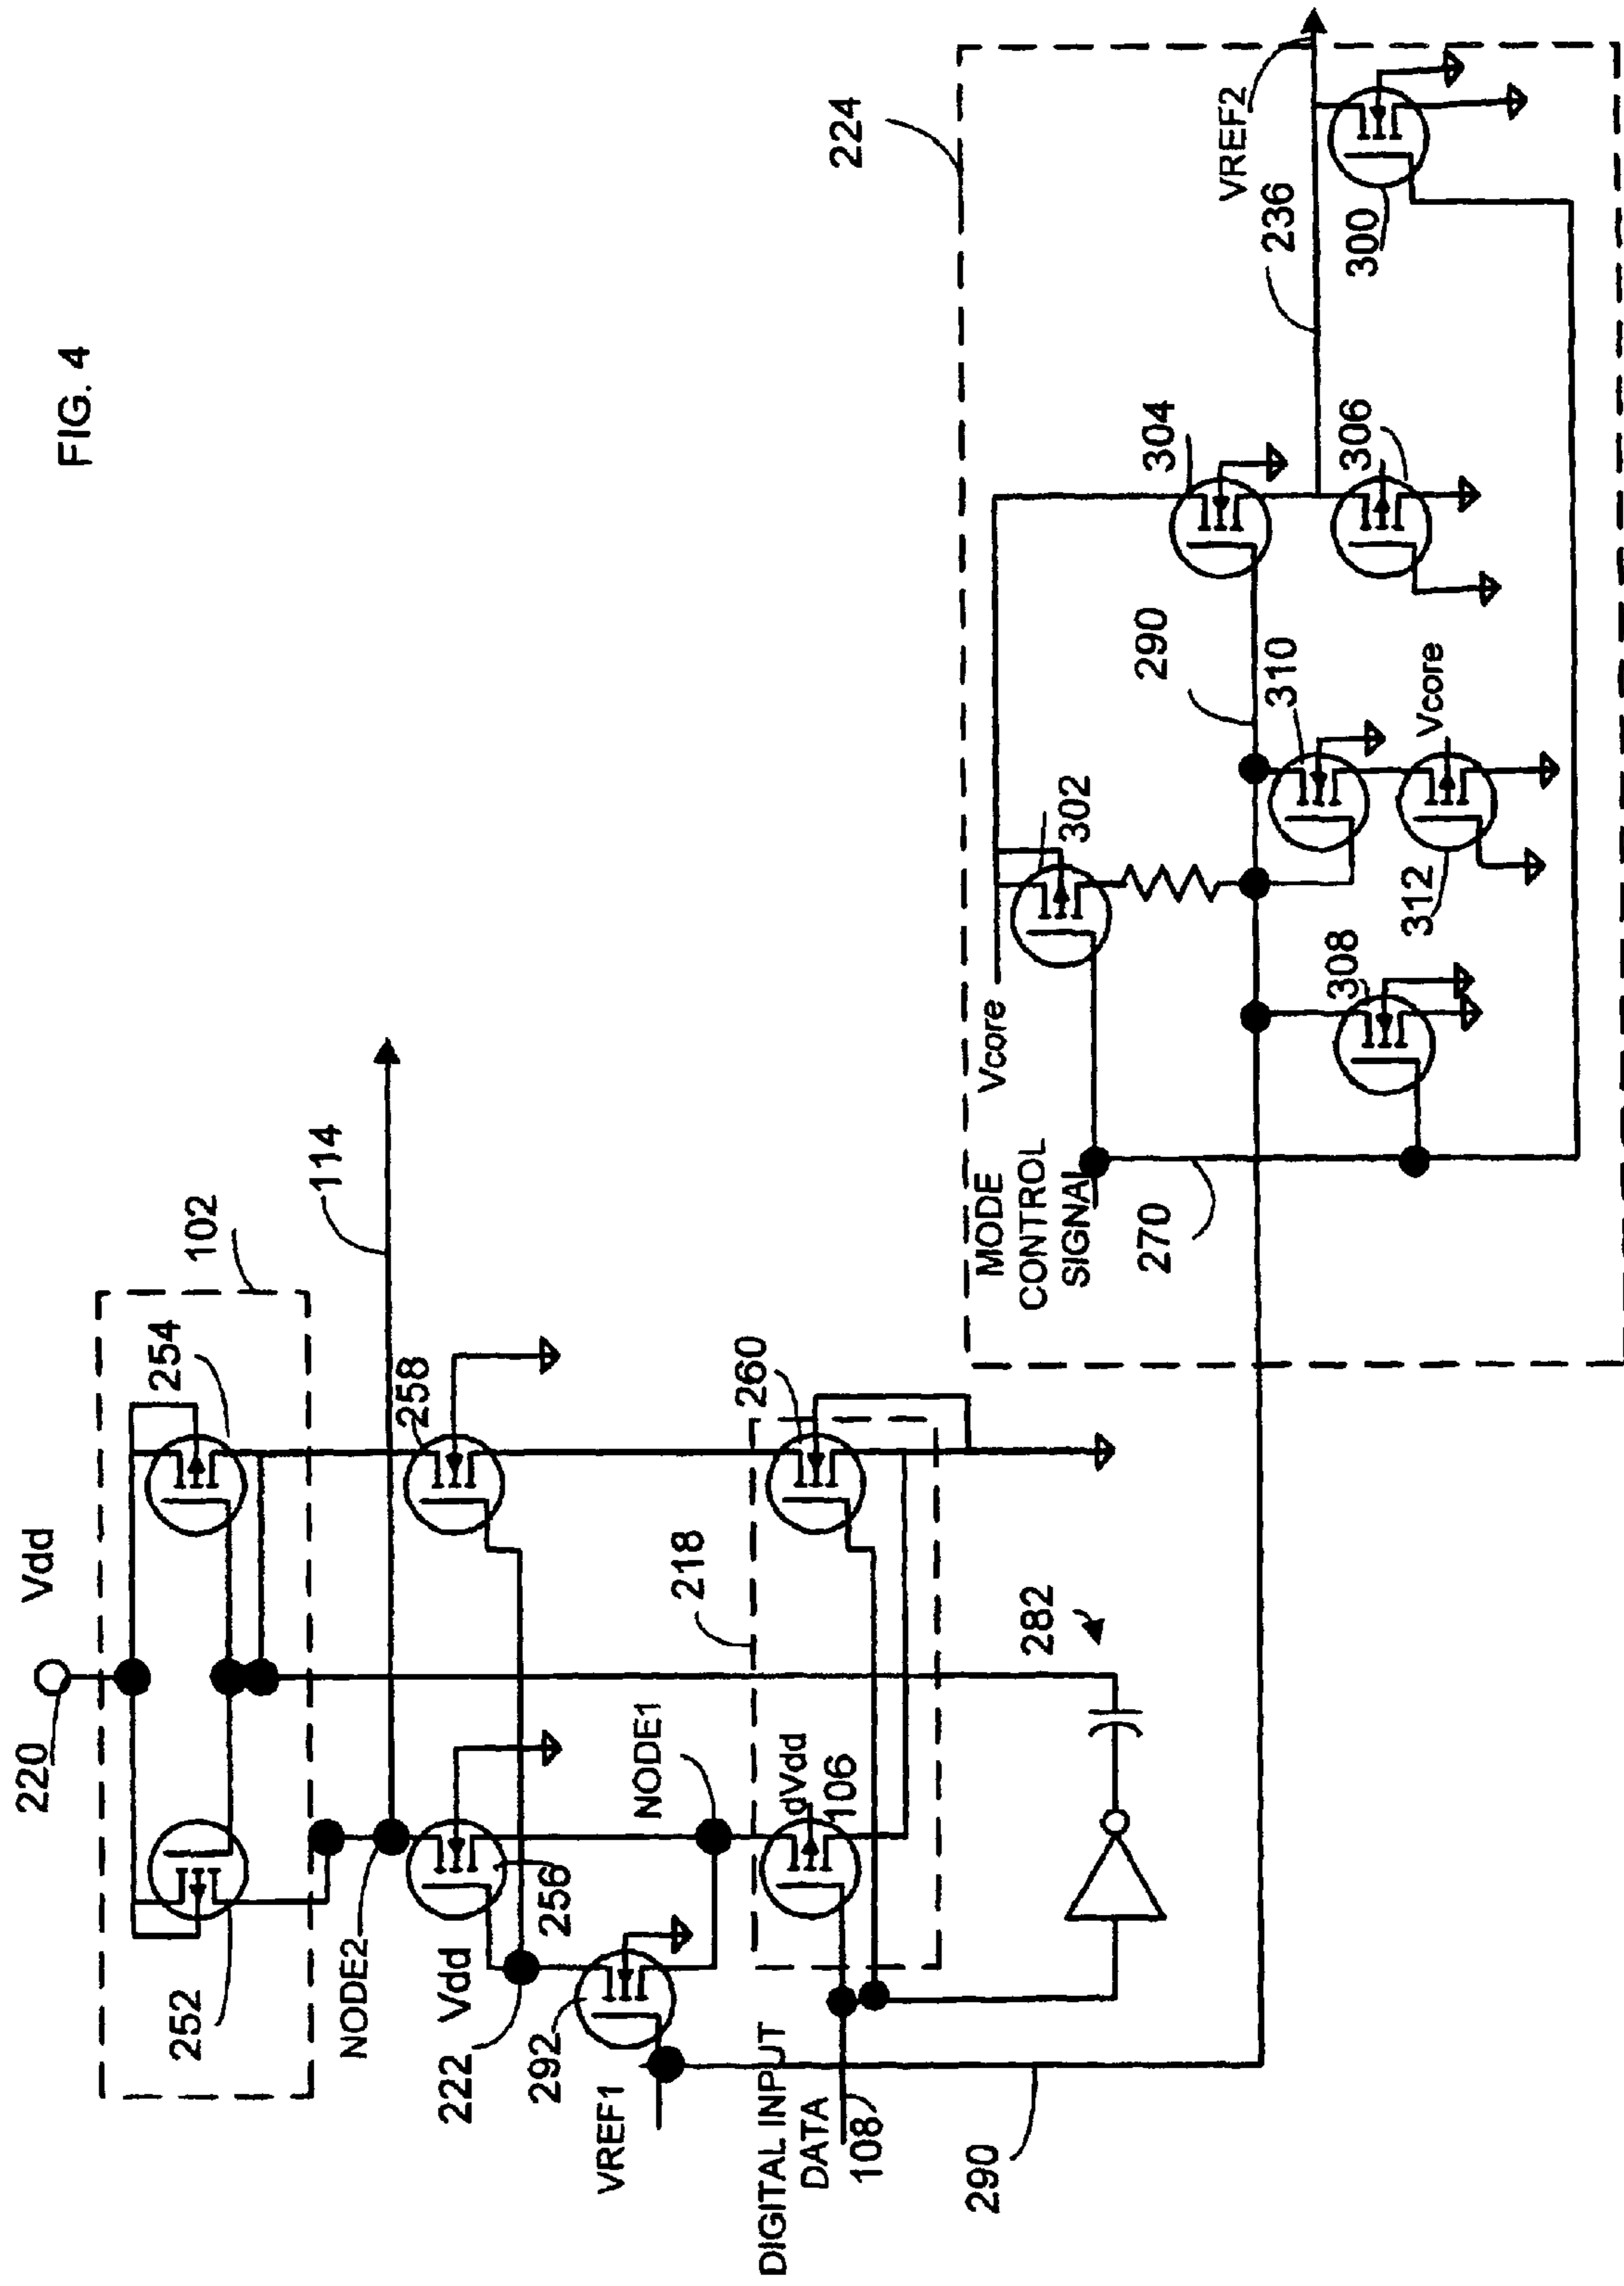 FIG. 4
220
Vdd
102
252
254
NODE2
114
Vdd
222
256
258
292
VREF1
NODE1
218
260
dVdd
106
DIGITAL INPUT
DATA
108
282
290
224
Vcore
302
304
VREF2
236
MODE
CONTROL
SIGNAL
270
290
308
310
312
Vcore
306
300